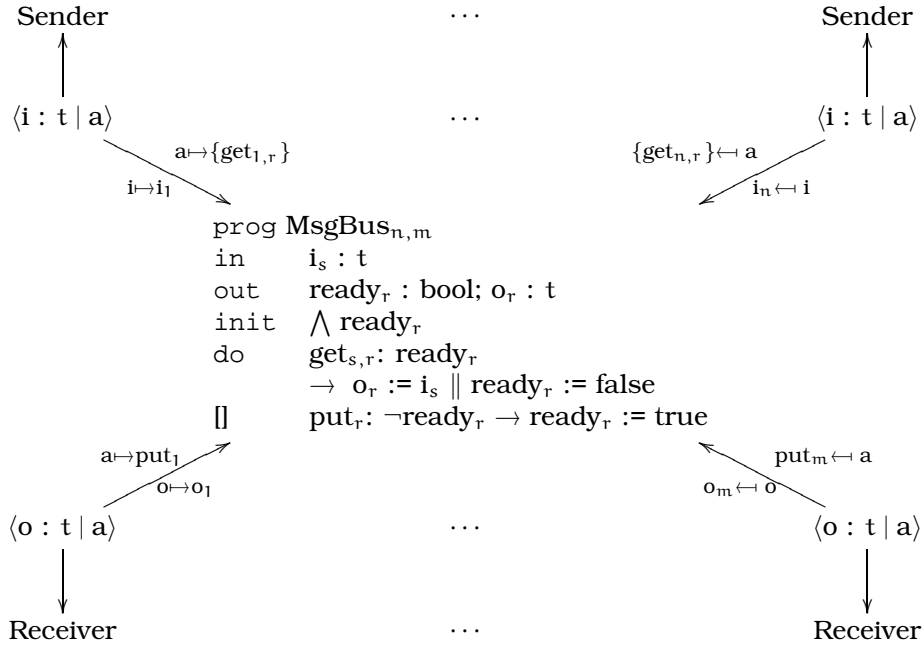 Sender ··· Sender
⟨i : t | a⟩ ··· ⟨i : t | a⟩
a↦{get₁,ᵣ} {getₙ,ᵣ}↤ a
i↦i₁ iₙ↤ i
prog MsgBusₙ,ₘ
in iₛ : t
out readyᵣ : bool; oᵣ : t
init ⋀ readyᵣ
do getₛ,ᵣ: readyᵣ
→ oᵣ := iₛ ∥ readyᵣ := false
[] putᵣ: ¬readyᵣ → readyᵣ := true
a↦put₁ putₘ↤ a
o↦o₁ oₘ↤ o
⟨o : t | a⟩ ··· ⟨o : t | a⟩
Receiver ··· Receiver